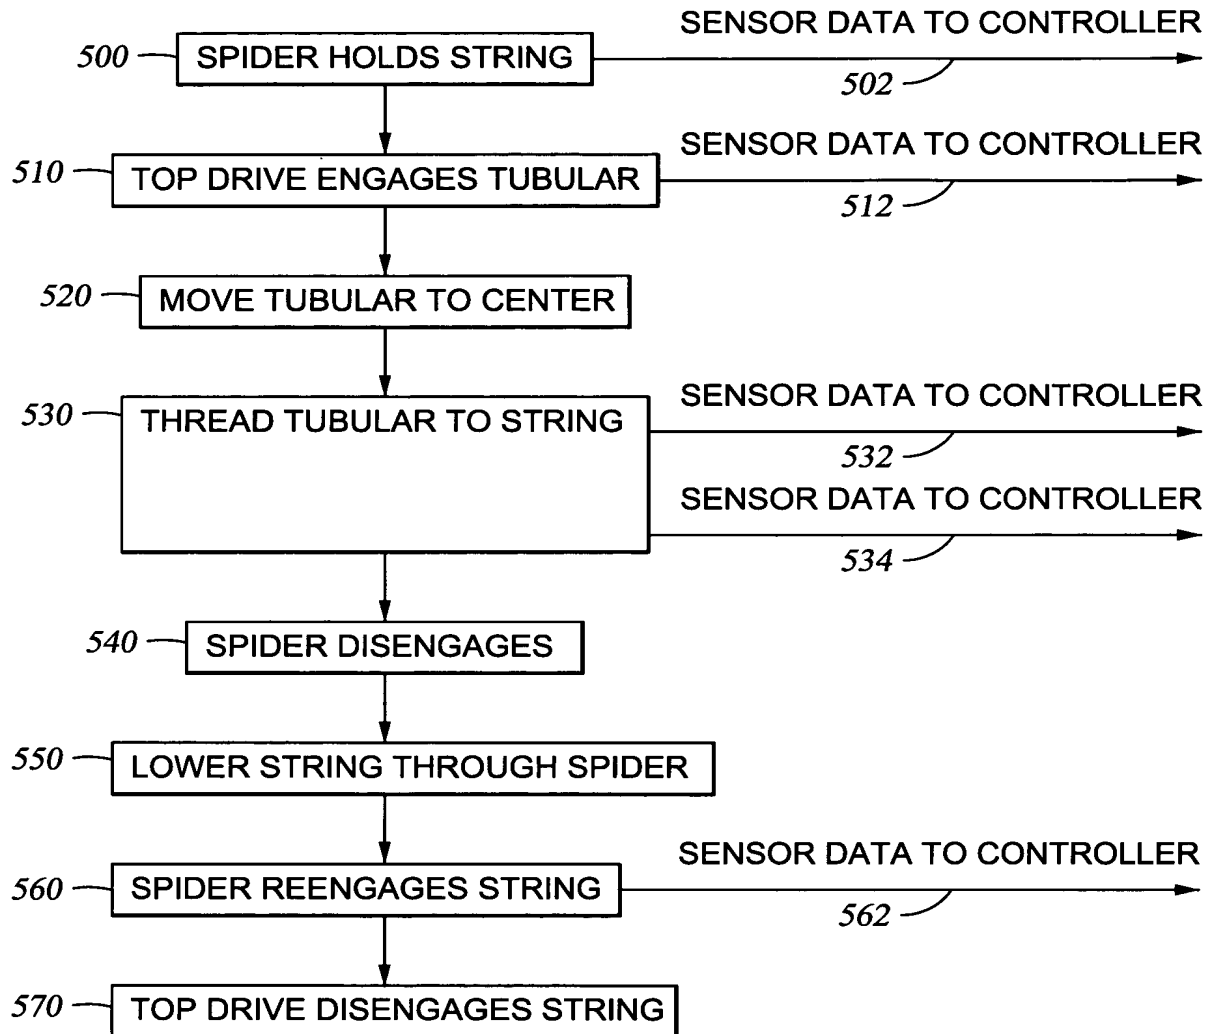 SENSOR DATA TO CONTROLLER
500 SPIDER HOLDS STRING
502
SENSOR DATA TO CONTROLLER
510 TOP DRIVE ENGAGES TUBULAR
512
520 MOVE TUBULAR TO CENTER
SENSOR DATA TO CONTROLLER
530 THREAD TUBULAR TO STRING
532
SENSOR DATA TO CONTROLLER
534
540 SPIDER DISENGAGES
550 LOWER STRING THROUGH SPIDER
SENSOR DATA TO CONTROLLER
560 SPIDER REENGAGES STRING
562
570 TOP DRIVE DISENGAGES STRING